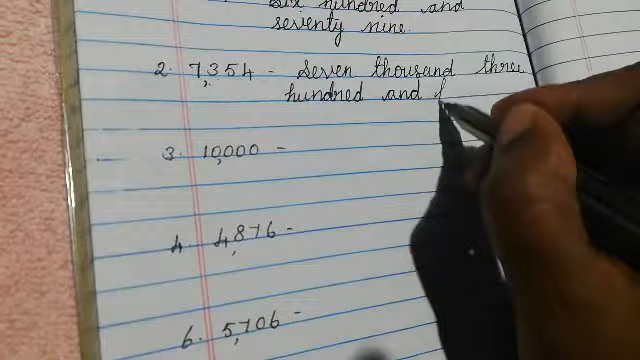 six hundred and
seventy nine.
2. 7,354 - Seven thousand three
hundred and f
3. 10,000 -
4. 4,876 -
6. 5,706 -